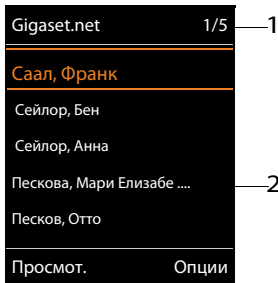 Gigaset.net 1/5 1
Саал, Франк
Сейлор, Бен
Сейлор, Анна
Пескова, Мари Елизабе .... 2
Песков, Отто
Просмот. Опции